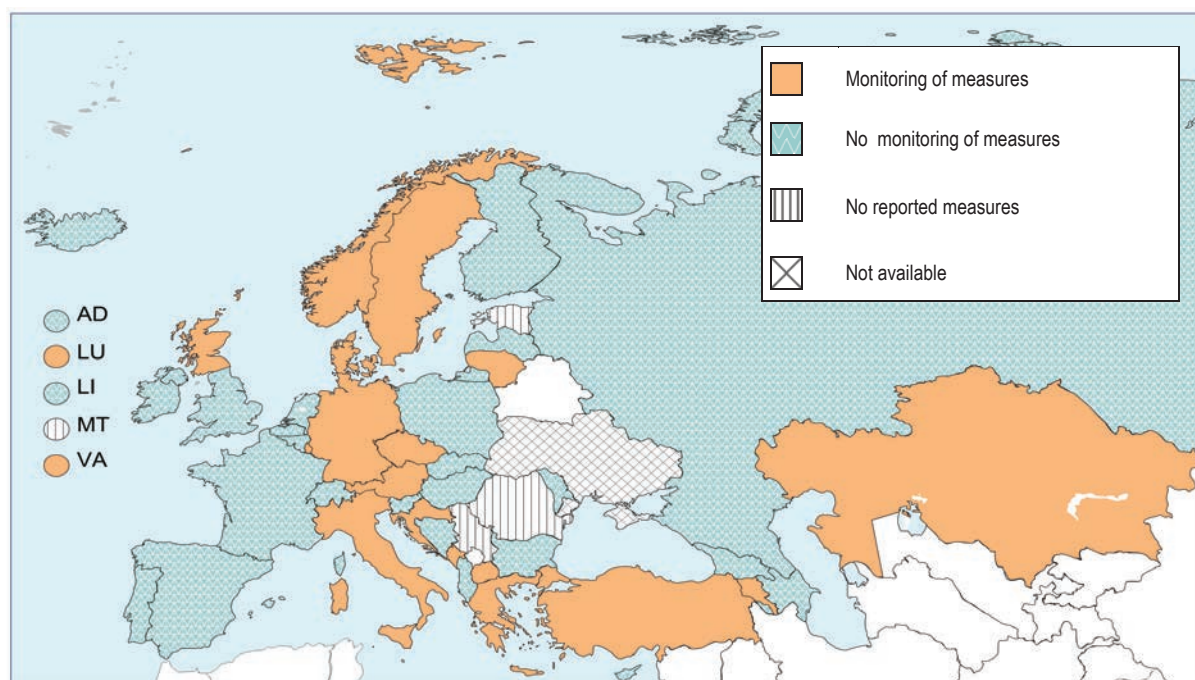 Monitoring of measures
No monitoring of measures
No reported measures
Not available
AD
LU
LI
MT
VA